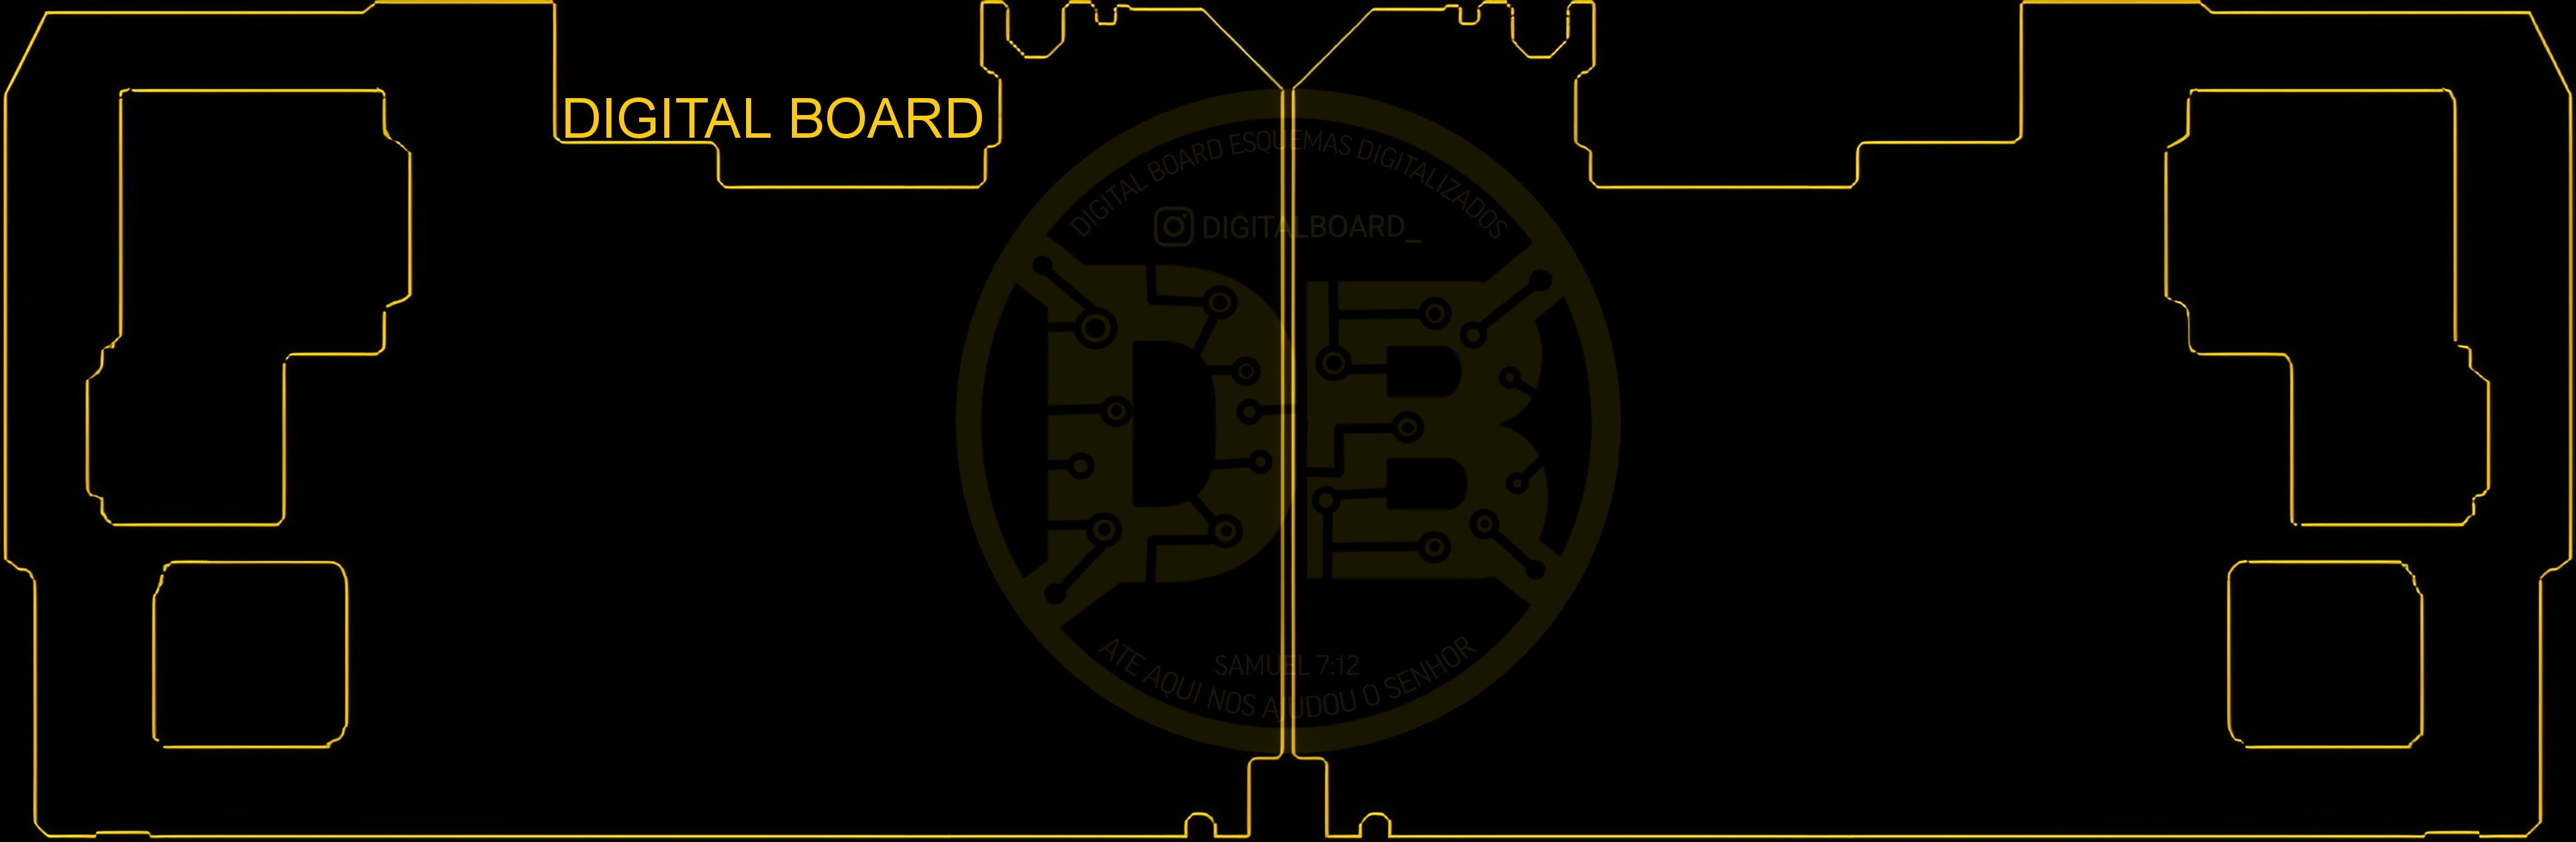 DIGITAL BOARD
DIGITAL BOARD ESQUEMAS DIGITALIZADOS
DIGITALBOARD_
DB
SAMUEL 7:12
ATE AQUI NOS AJUDOU O SENHOR